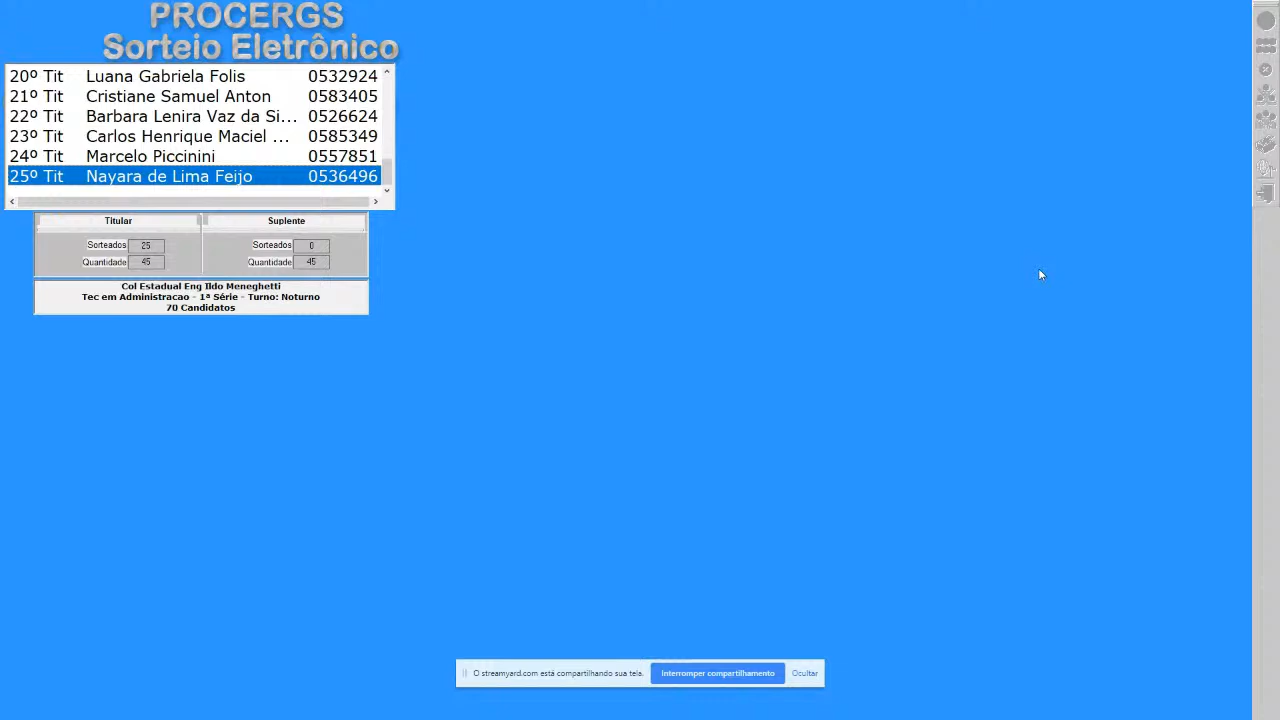 PROCERGS
Sorteio Eletrônico
20º Tit Luana Gabriela Folis 0532924
21º Tit Cristiane Samuel Anton 0583405
22º Tit Barbara Lenira Vaz da Si... 0526624
23º Tit Carlos Henrique Maciel ... 0585349
24º Tit Marcelo Piccinini 0557851
25º Tit Nayara de Lima Feijo 0536496
Titular Suplente
Sorteados 25 Sorteados 0
Quantidade 45 Quantidade 45
Col Estadual Eng Ildo Meneghetti
Tec em Administracao - 1ª Série - Turno: Noturno
70 Candidatos
O streamyard.com está compartilhando sua tela. Interromper compartilhamento Ocultar